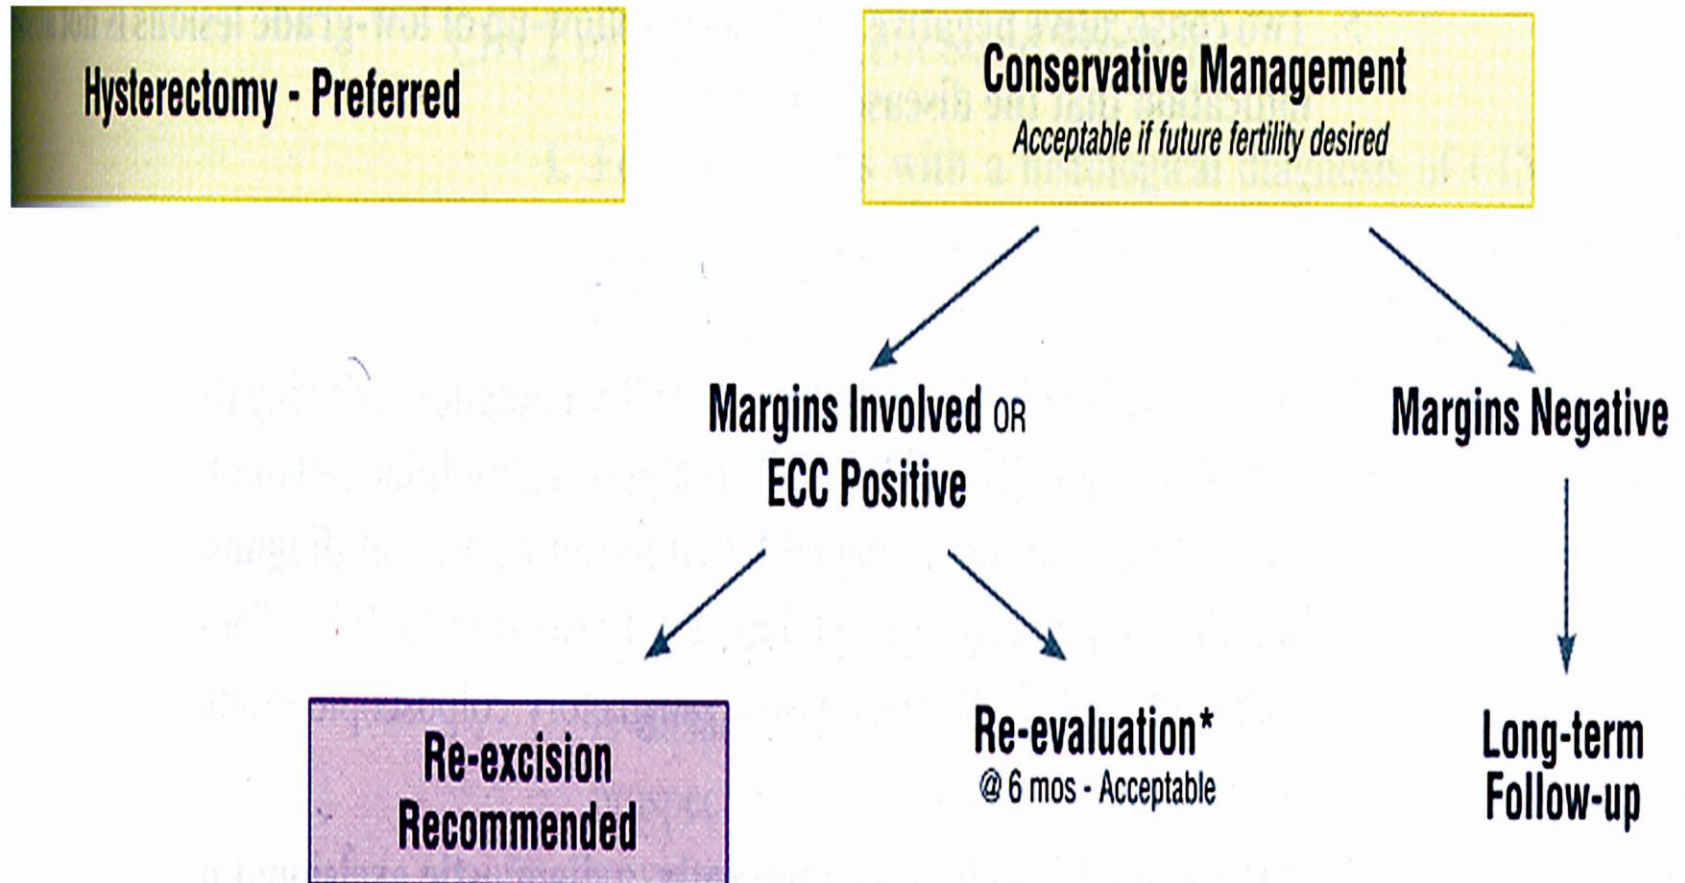 Hysterectomy - Preferred
Conservative Management
Acceptable if future fertility desired
Margins Involved OR
ECC Positive
Margins Negative
Re-excision
Recommended
Re-evaluation*
@ 6 mos - Acceptable
Long-term
Follow-up